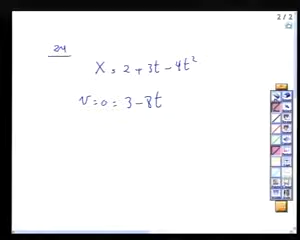 2/2
24
X = 2 + 3t - 4t²
v = 0 = 3 - 8t